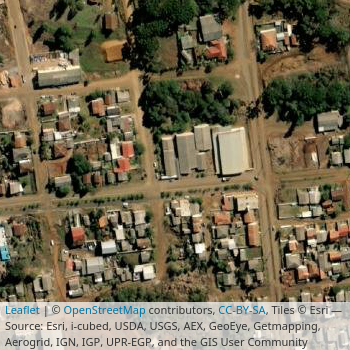 Leaflet | © OpenStreetMap contributors, CC-BY-SA, Tiles © Esri —
Source: Esri, i-cubed, USDA, USGS, AEX, GeoEye, Getmapping,
Aerogrid, IGN, IGP, UPR-EGP, and the GIS User Community